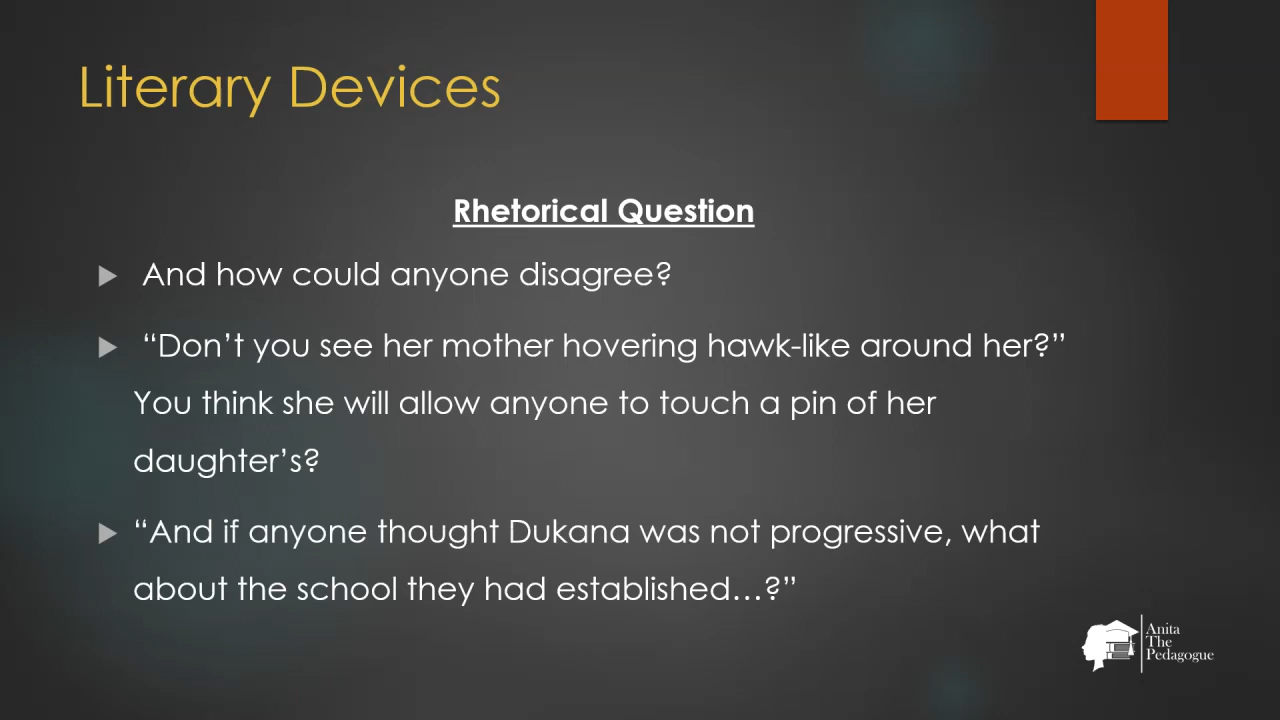 Literary Devices
Rhetorical Question
And how could anyone disagree?
“Don’t you see her mother hovering hawk-like around her?”
You think she will allow anyone to touch a pin of her
daughter’s?
“And if anyone thought Dukana was not progressive, what
about the school they had established…?”
Anita
The
Pedagogue